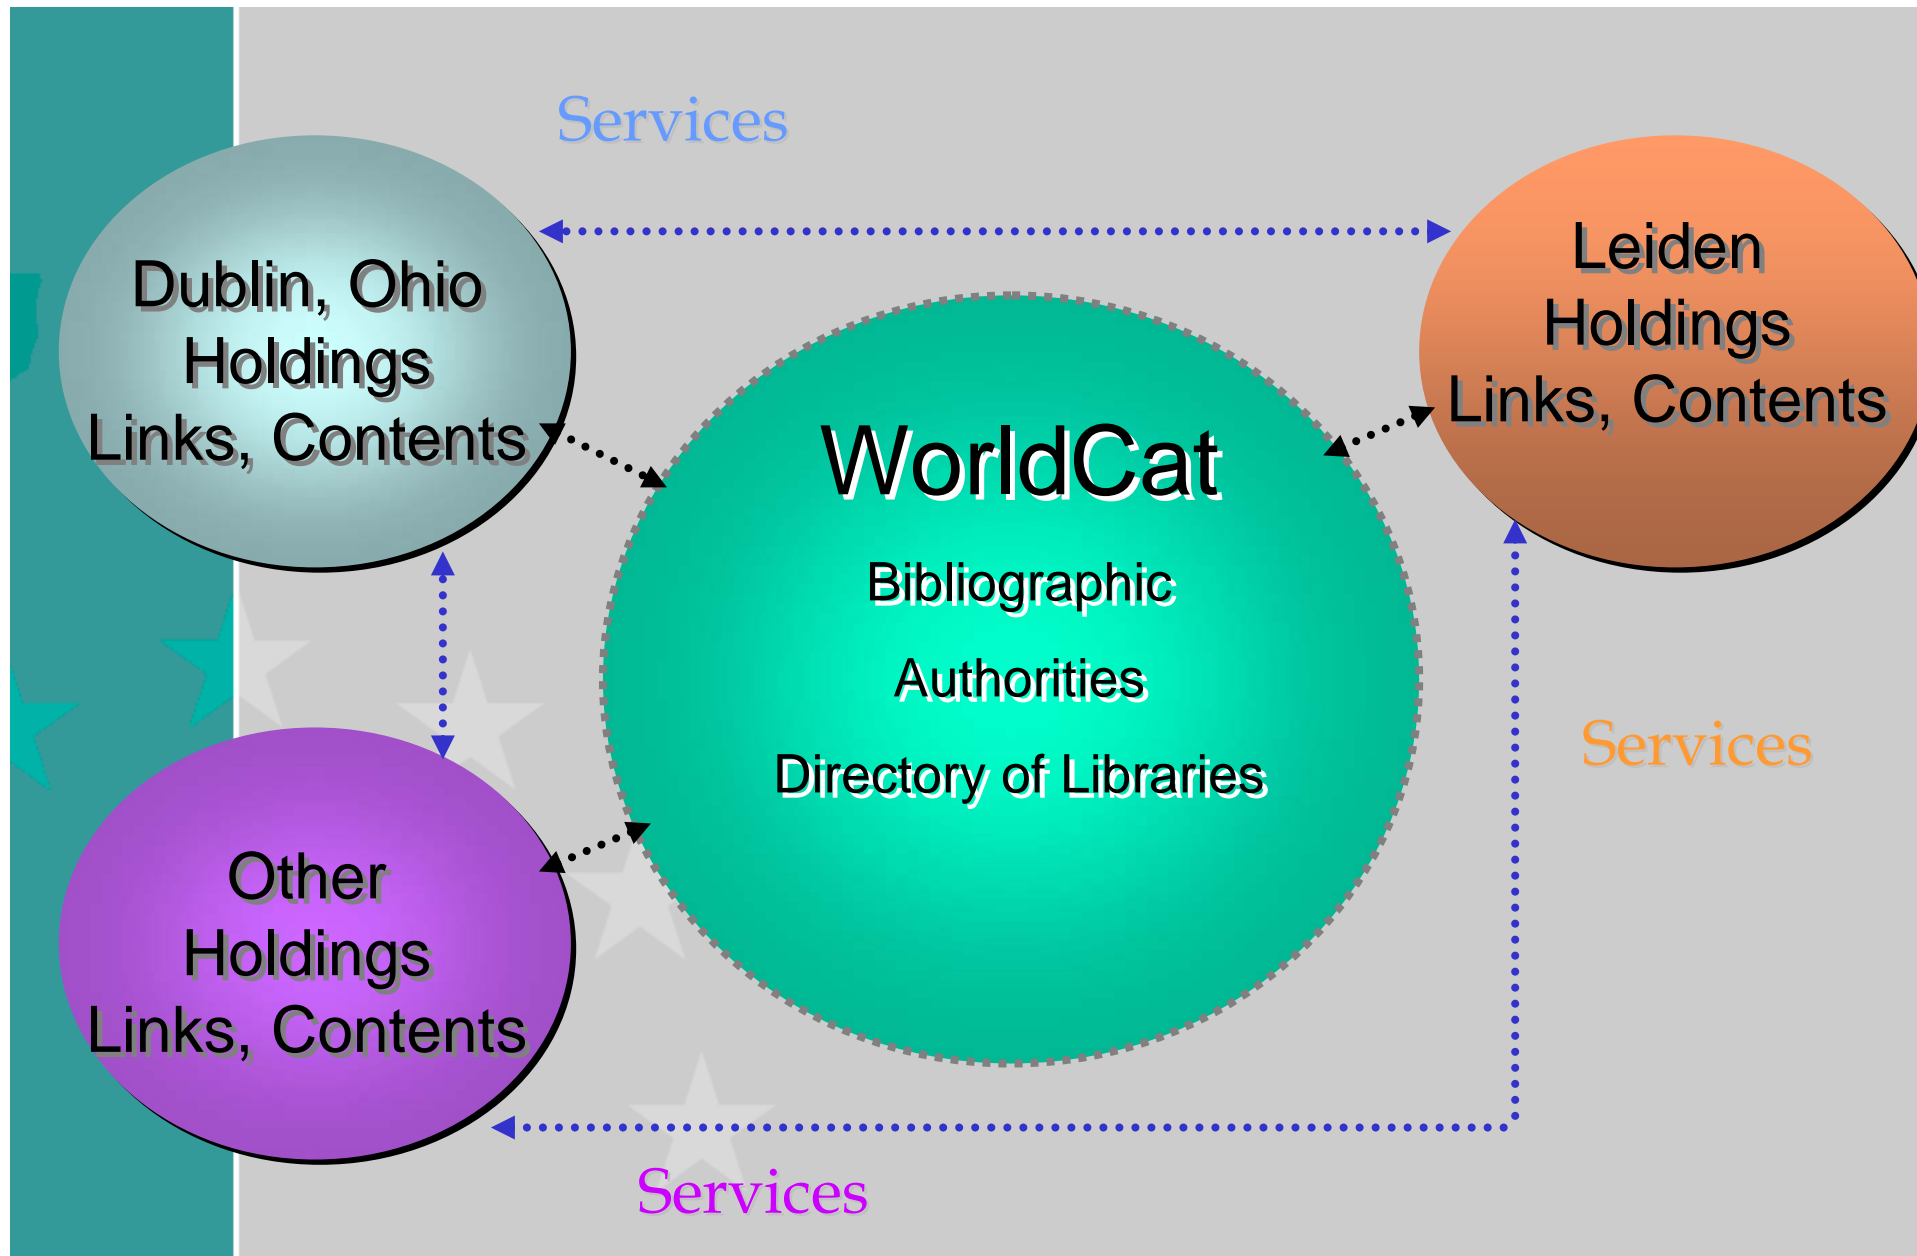 Services
Dublin, Ohio
Holdings
Links, Contents
Leiden
Holdings
Links, Contents
WorldCat
Bibliographic
Authorities
Directory of Libraries
Services
Other
Holdings
Links, Contents
Services